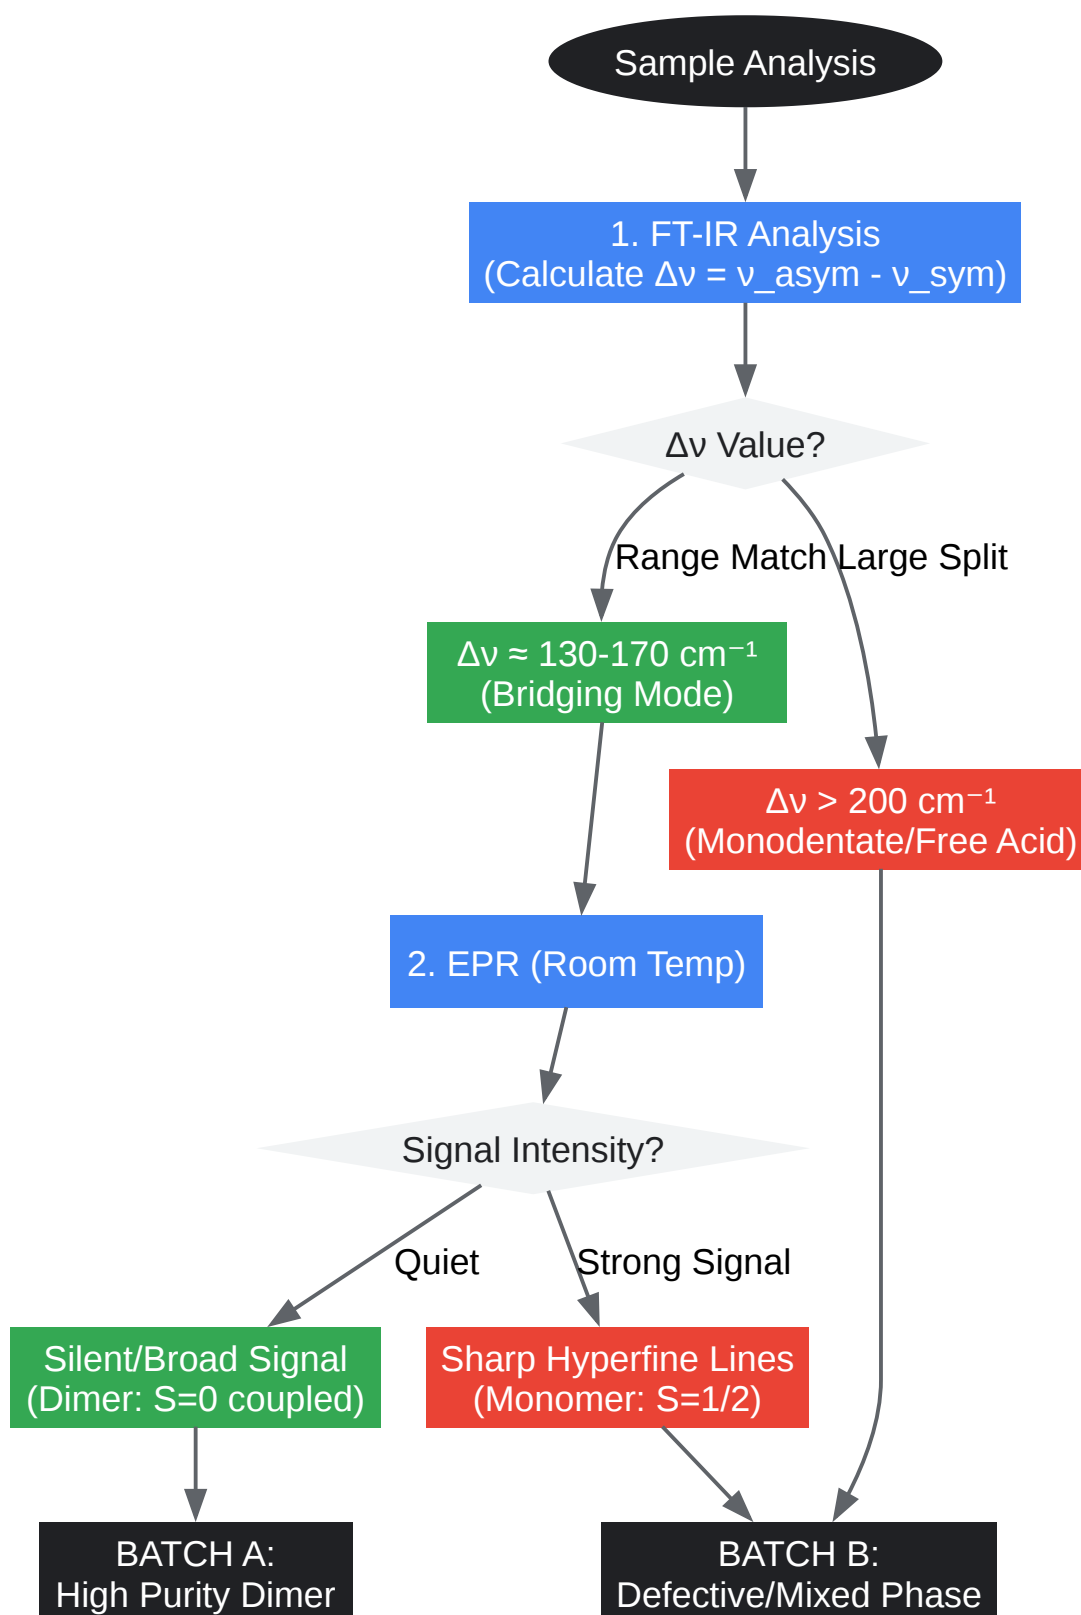 Sample Analysis
1. FT-IR Analysis
(Calculate Δν = ν_asym - ν_sym)
Δν Value?
Range Match
Large Split
Δν ≈ 130-170 cm⁻¹
(Bridging Mode)
Δν > 200 cm⁻¹
(Monodentate/Free Acid)
2. EPR (Room Temp)
Signal Intensity?
Quiet
Strong Signal
Silent/Broad Signal
(Dimer: S=0 coupled)
Sharp Hyperfine Lines
(Monomer: S=1/2)
BATCH A:
High Purity Dimer
BATCH B:
Defective/Mixed Phase